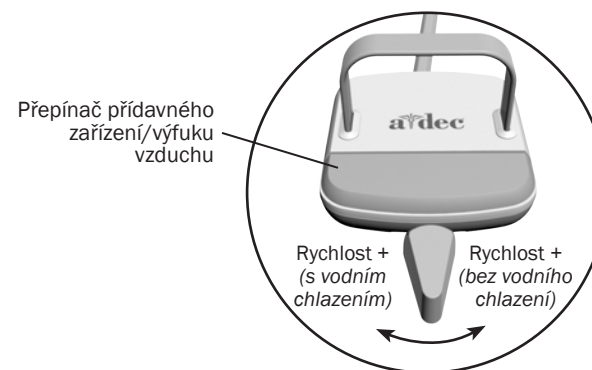 Přepínač přídavného
zařízení/výfuku
vzduchu
a dec
Rychlost +
(s vodním
chlazením)
Rychlost +
(bez vodního
chlazení)